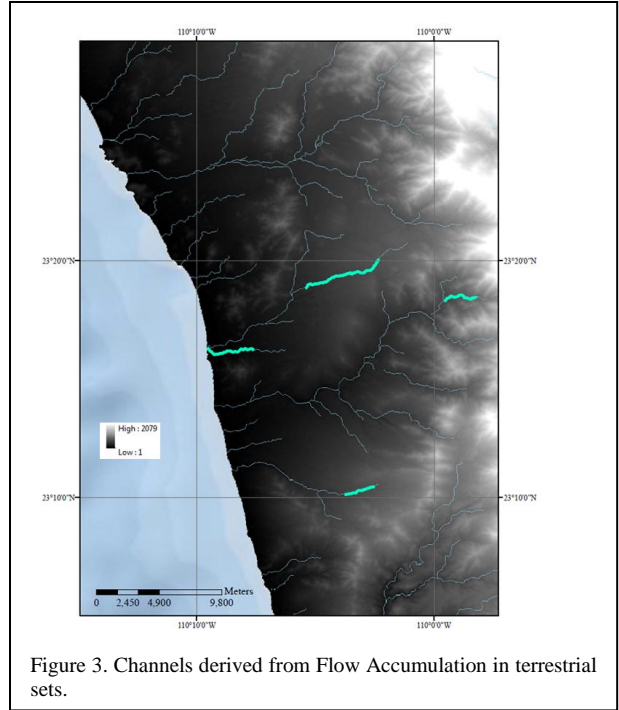 110°10'0"W 110°0'0"W
23°20'0"N 23°20'0"N
High : 2079
Low : 1
23°10'0"N 23°10'0"N
Meters
0 2,450 4,900 9,800
110°10'0"W 110°0'0"W
Figure 3. Channels derived from Flow Accumulation in terrestrial
sets.